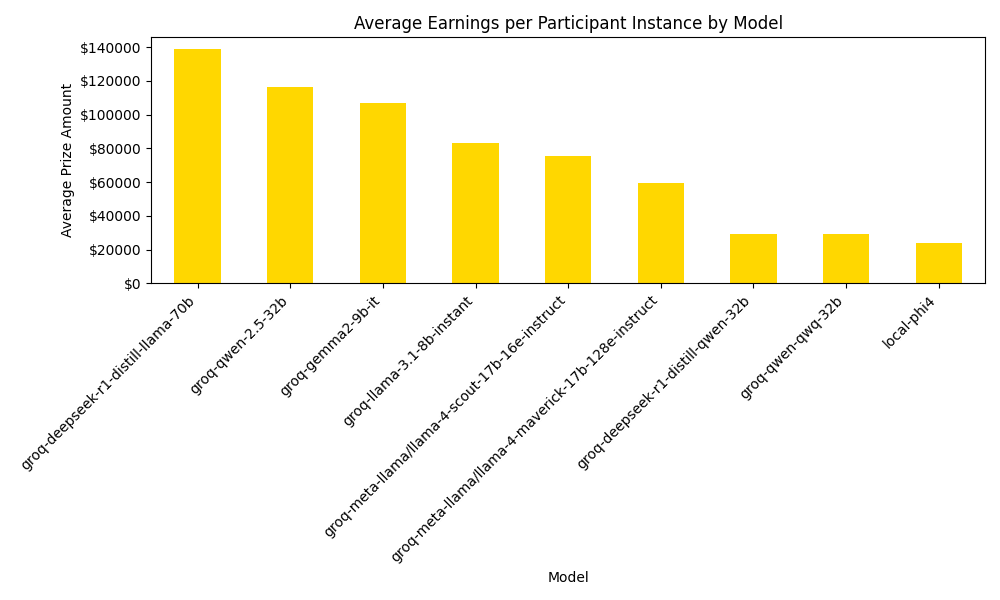 Average Earnings per Participant Instance by Model
Average Prize Amount
$140000
$120000
$100000
$80000
$60000
$40000
$20000
$0
groq-deepseek-r1-distill-llama-70b
groq-qwen-2.5-32b
groq-gemma2-9b-it
groq-llama-3.1-8b-instant
groq-meta-llama/llama-4-scout-17b-16e-instruct
groq-meta-llama/llama-4-maverick-17b-128e-instruct
groq-deepseek-r1-distill-qwen-32b
groq-qwen-qwq-32b
local-phi4
Model